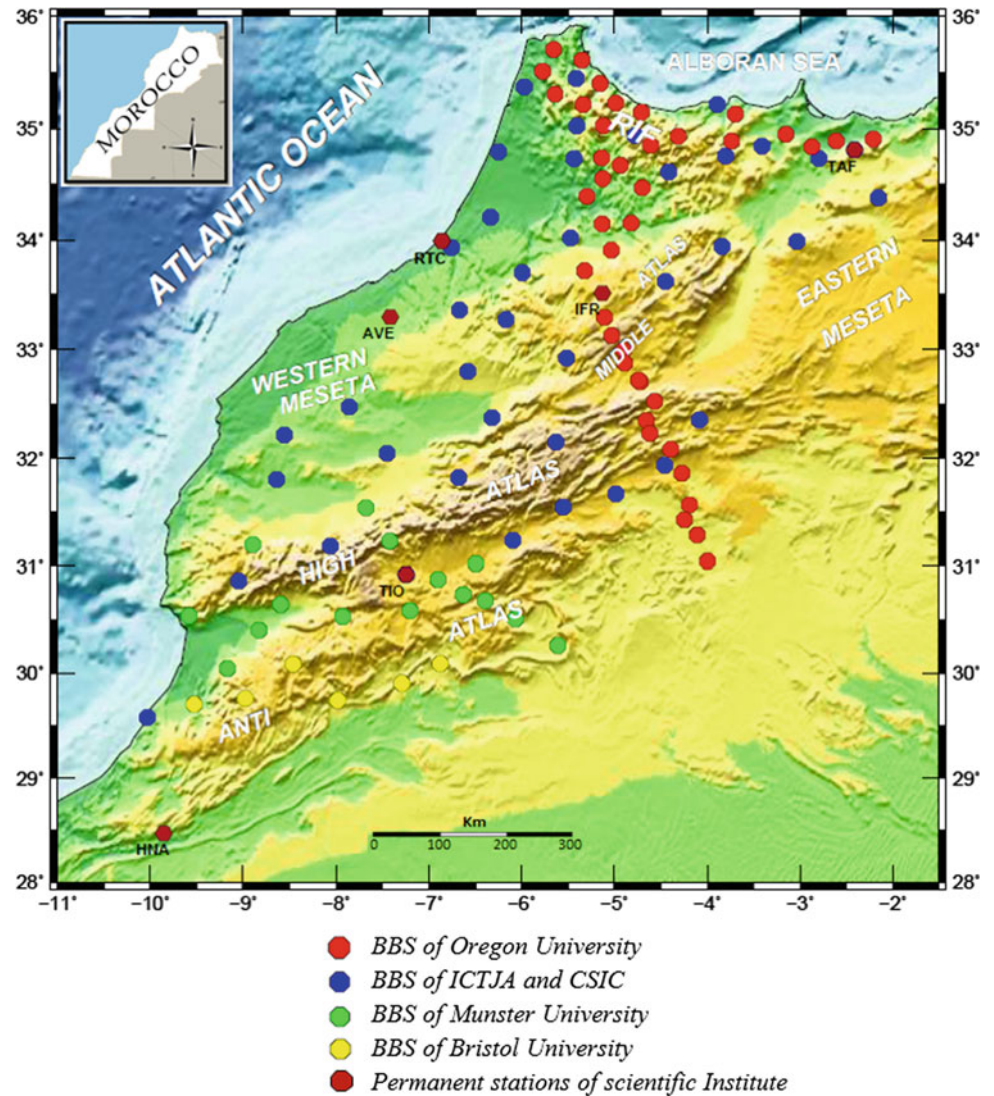 36° 36°
MOROCCO
ALBORAN SEA
ATLANTIC OCEAN
RIF
35° 35°
TAF
34° 34°
RTC
ATLAS
EASTERN
MESETA
IFR
AVE
MIDDLE
33° 33°
WESTERN
MESETA
32° 32°
ATLAS
31° 31°
HIGH
TIO
ATLAS
30° 30°
ANTI
29° 29°
Km
0 100 200 300
HNA
28° 28°
−11° −10° −9° −8° −7° −6° −5° −4° −3° −2°
BBS of Oregon University
BBS of ICTJA and CSIC
BBS of Munster University
BBS of Bristol University
Permanent stations of scientific Institute